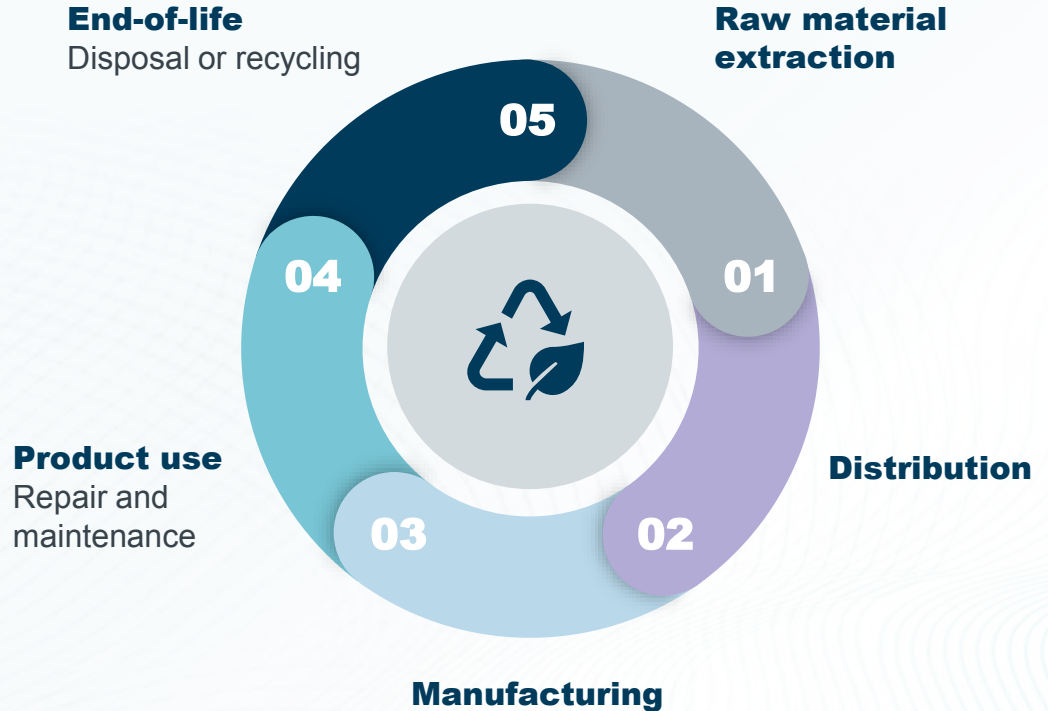 End-of-life
Disposal or recycling
Raw material
extraction
05
04
01
Product use
Repair and
maintenance
Distribution
03
02
Manufacturing